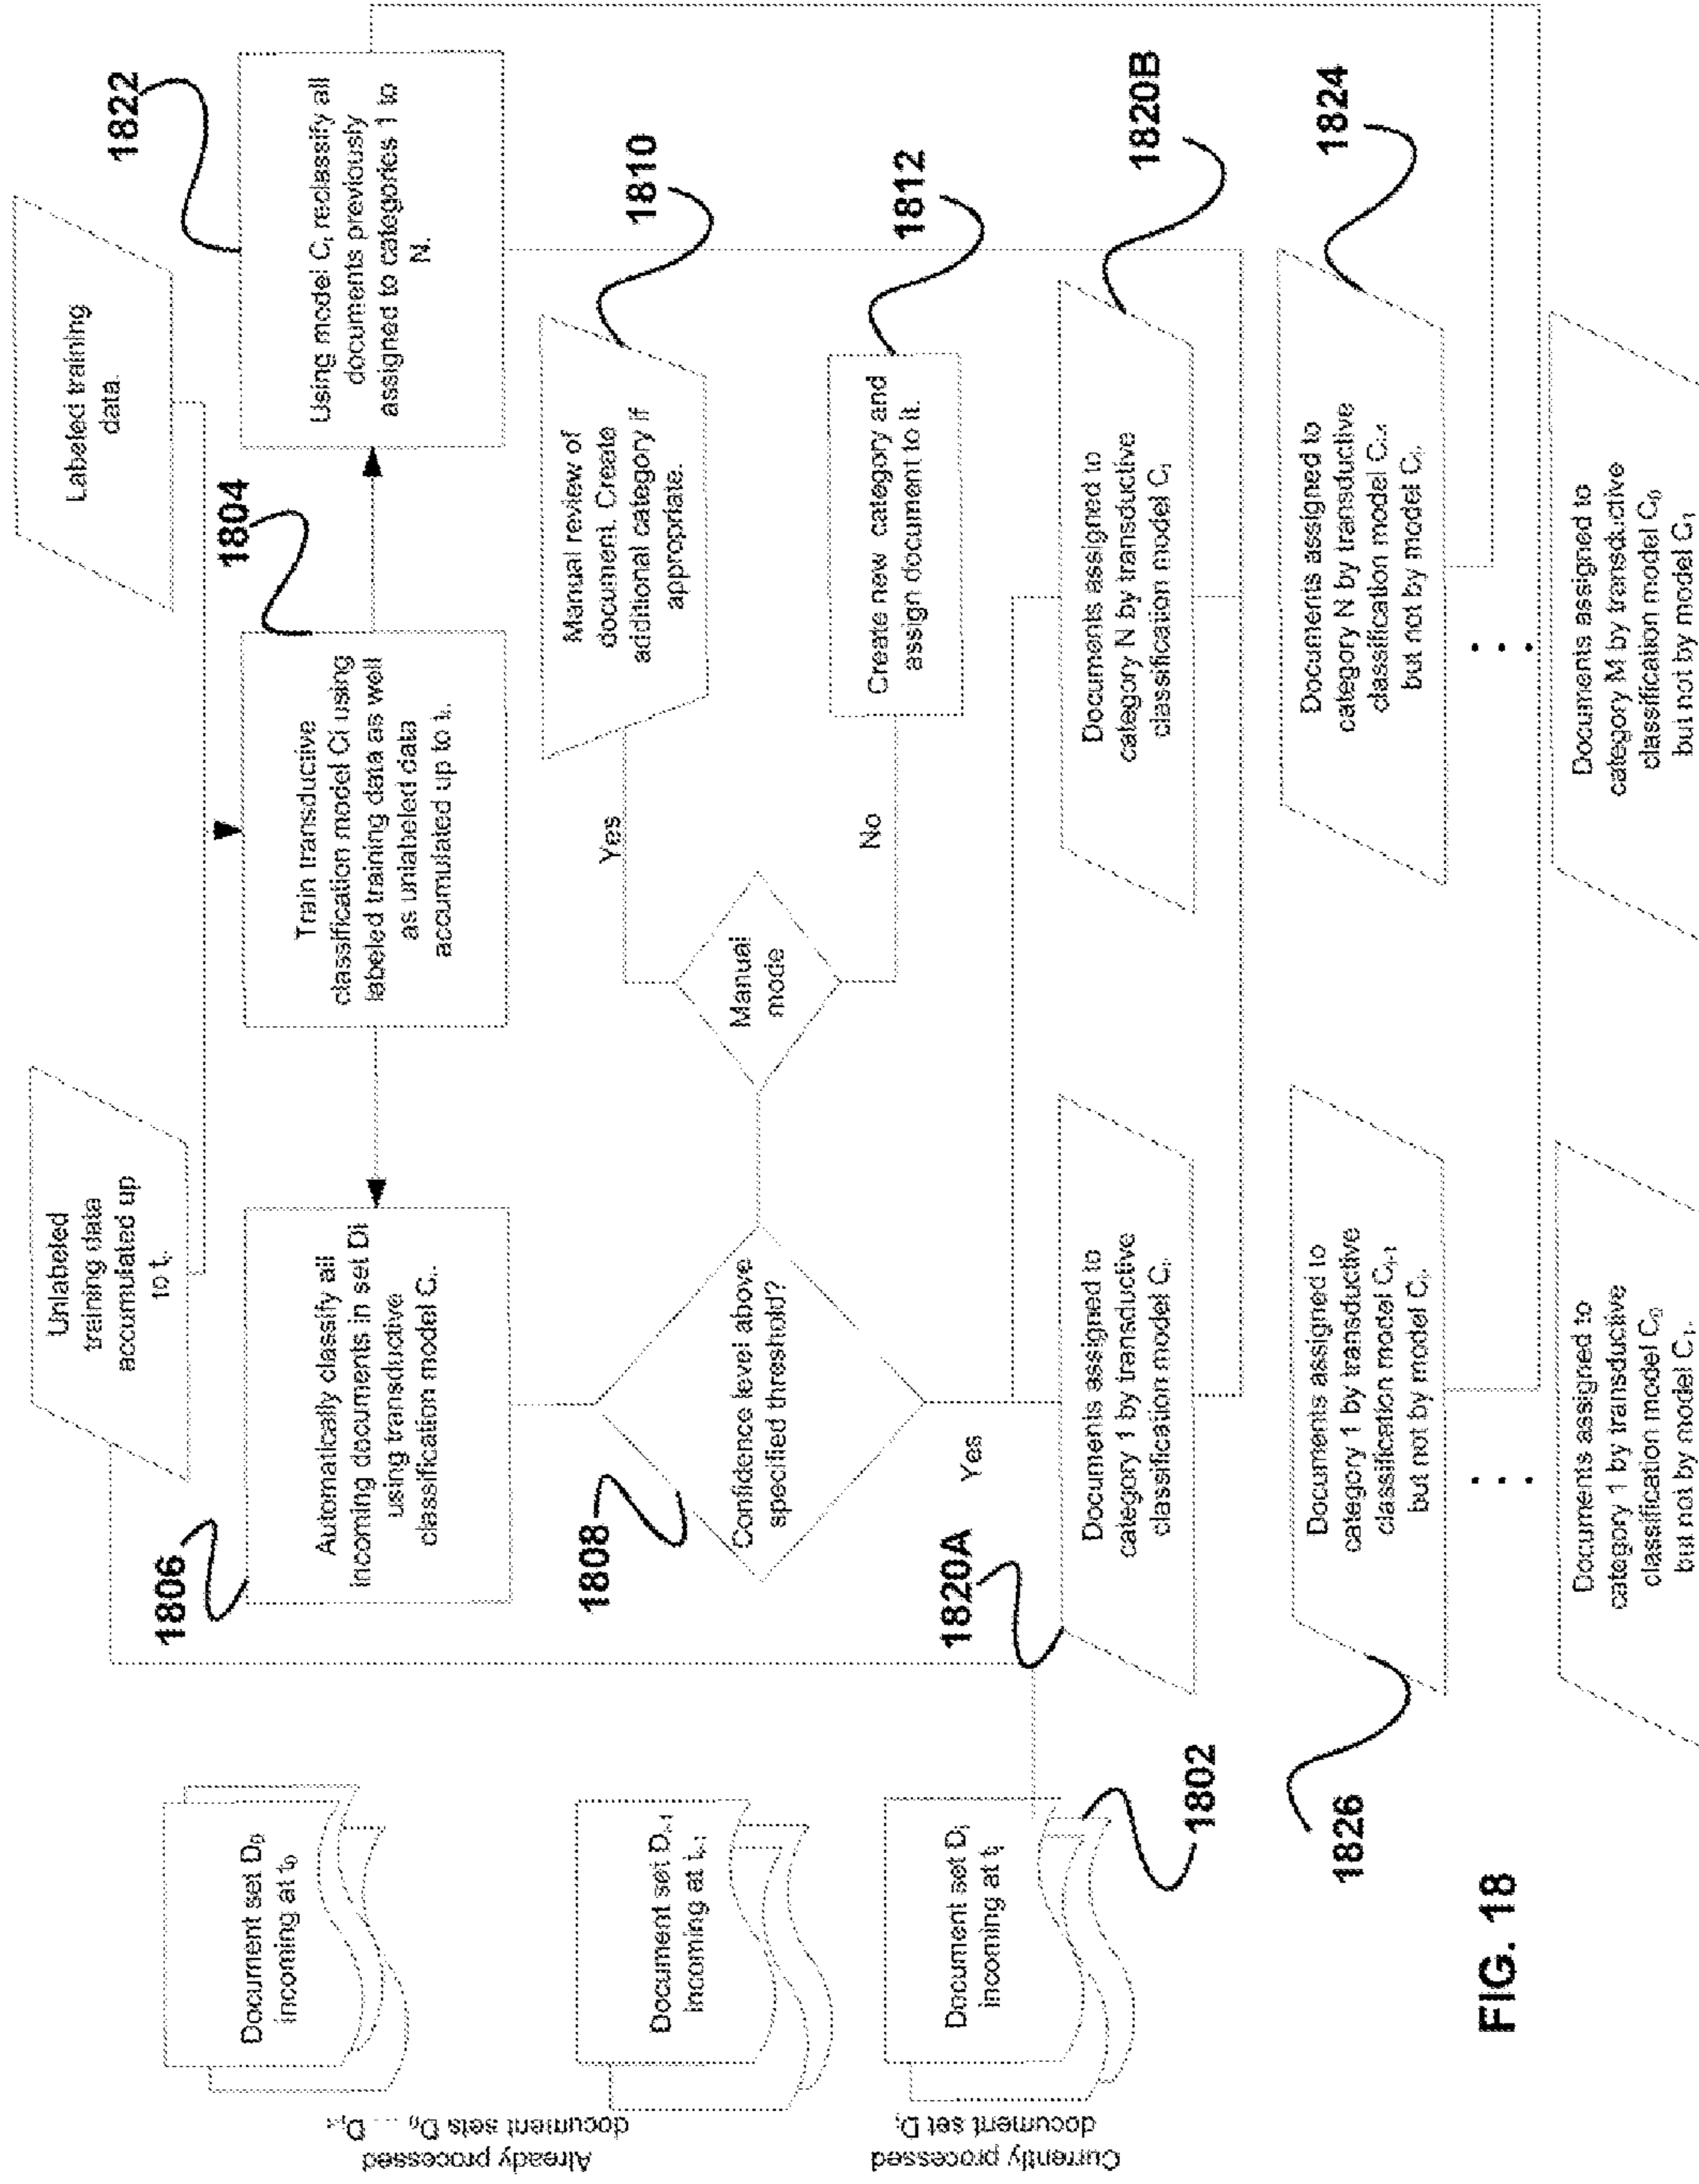 Already processed
document sets D₀ ... Dᵢ₋₁
Currently processed
document set Dᵢ
Document set D₀
incoming at t₀
Document set Dᵢ₋₁
incoming at tᵢ₋₁
Document set Dᵢ
incoming at tᵢ
1802
Unlabeled
training data
accumulated up
to tᵢ.
Labeled training
data.
1806
Automatically classify all
incoming documents in set Di
using transductive
classification model Cᵢ.
1804
Train transductive
classification model Ci using
labeled training data as well
as unlabeled data
accumulated up to tᵢ.
1822
Using model Cᵢ reclassify all
documents previously
assigned to categories 1 to
N.
1808
Confidence level above
specified threshold?
Yes
Manual
mode
Yes
No
1810
Manual review of
document. Create
additional category if
appropriate.
1812
Create new category and
assign document to it.
1820A
Documents assigned to
category 1 by transductive
classification model Cᵢ.
1820B
Documents assigned to
category N by transductive
classification model Cᵢ
1826
Documents assigned to
category 1 by transductive
classification model Cᵢ₋₁
but not by model Cᵢ.
1824
Documents assigned to
category N by transductive
classification model Cᵢ₋₁
but not by model Cᵢ.
...
...
Documents assigned to
category 1 by transductive
classification model C₀
but not by model C₁.
Documents assigned to
category M by transductive
classification model C₀
but not by model C₁
FIG. 18